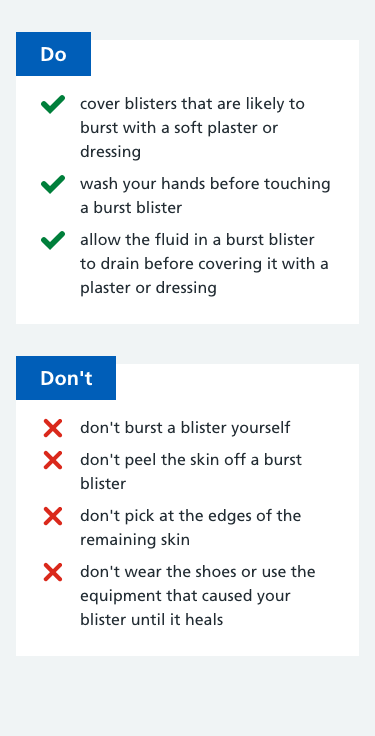 Do
cover blisters that are likely to
burst with a soft plaster or
dressing
wash your hands before touching
a burst blister
allow the fluid in a burst blister
to drain before covering it with a
plaster or dressing
Don't
don't burst a blister yourself
don't peel the skin off a burst
blister
don't pick at the edges of the
remaining skin
don't wear the shoes or use the
equipment that caused your
blister until it heals